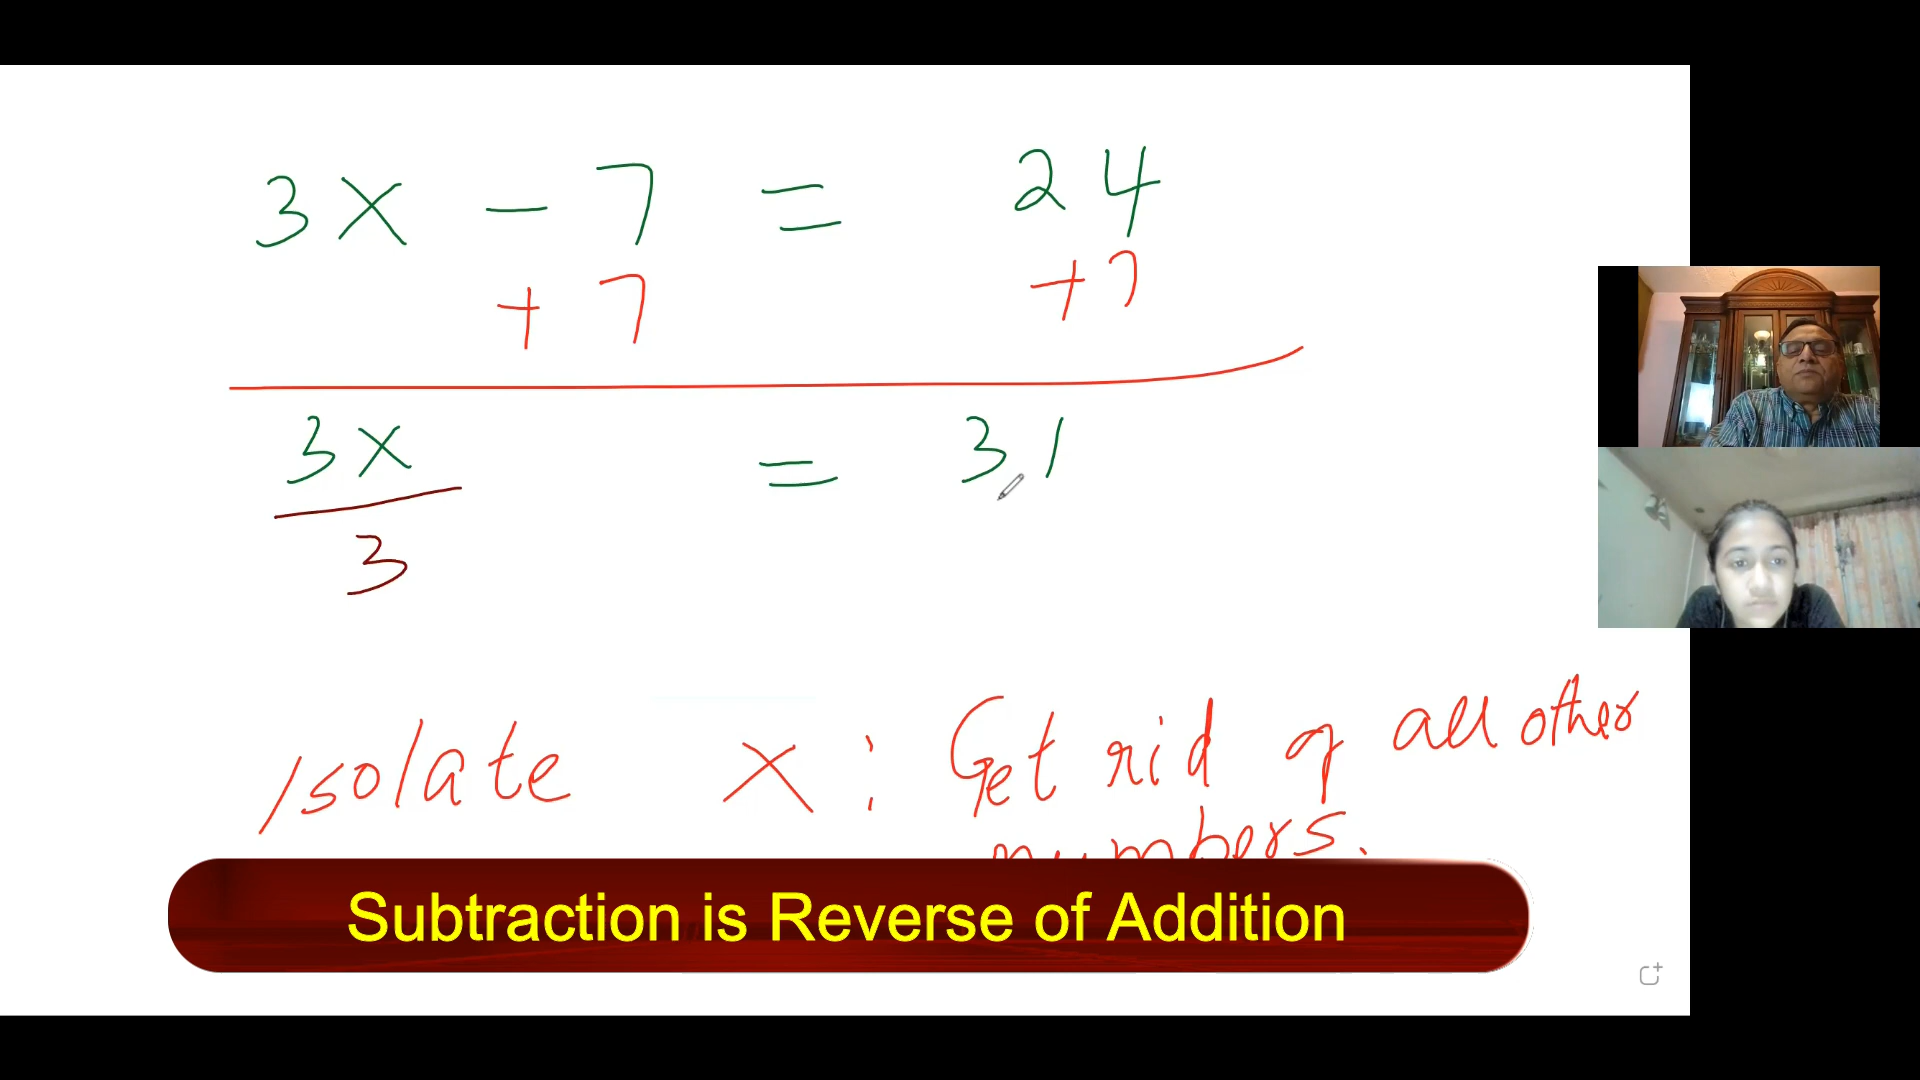 3x - 7 = 24
+ 7 + 7
3x = 31
3
Isolate x : Get rid of all other
numbers.
Subtraction is Reverse of Addition